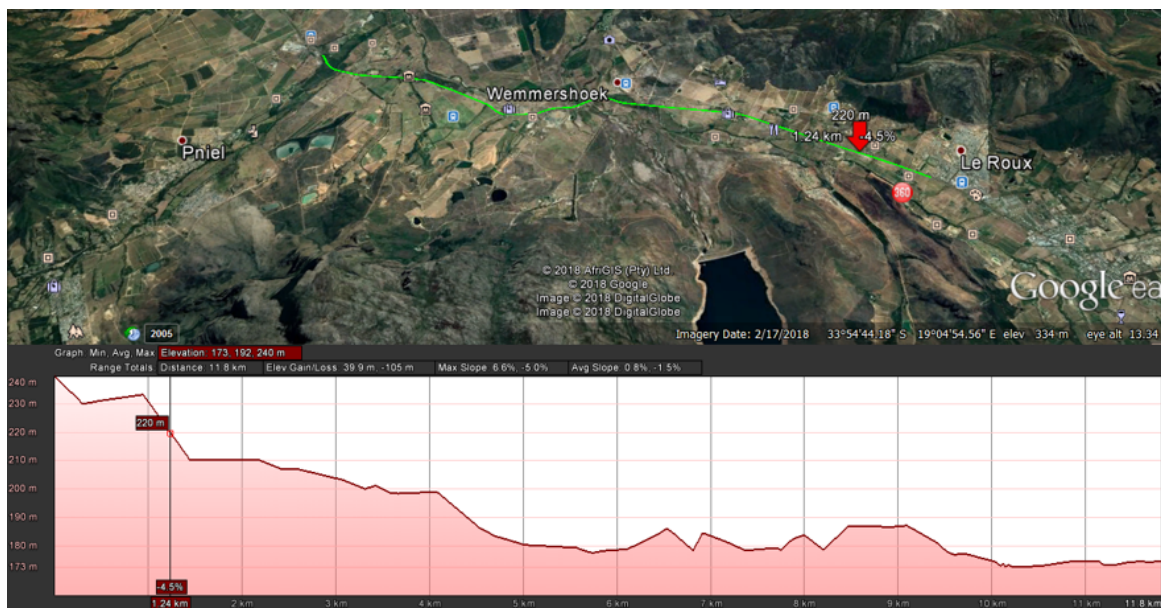 Wemmershoek
220 m
1.24 km -4.5%
Pniel
Le Roux
360
© 2018 AfriGIS (Pty) Ltd.
© 2018 Google
Image © 2018 DigitalGlobe
Image © 2018 DigitalGlobe
Google ea
2005
Imagery Date: 2/17/2018 33°54'44.18" S 19°04'54.56" E elev 334 m eye alt 13.34
Graph: Min, Avg, Max Elevation: 173, 192, 240 m
Range Totals: Distance: 11.8 km Elev Gain/Loss: 39.9 m, -105 m Max Slope: 6.6%, -5.0% Avg Slope: 0.8%, -1.5%
240 m
230 m
220 m
220 m
210 m
200 m
190 m
180 m
173 m
-4.5%
1.24 km 2 km 3 km 4 km 5 km 6 km 7 km 8 km 9 km 10 km 11 km 11.8 km